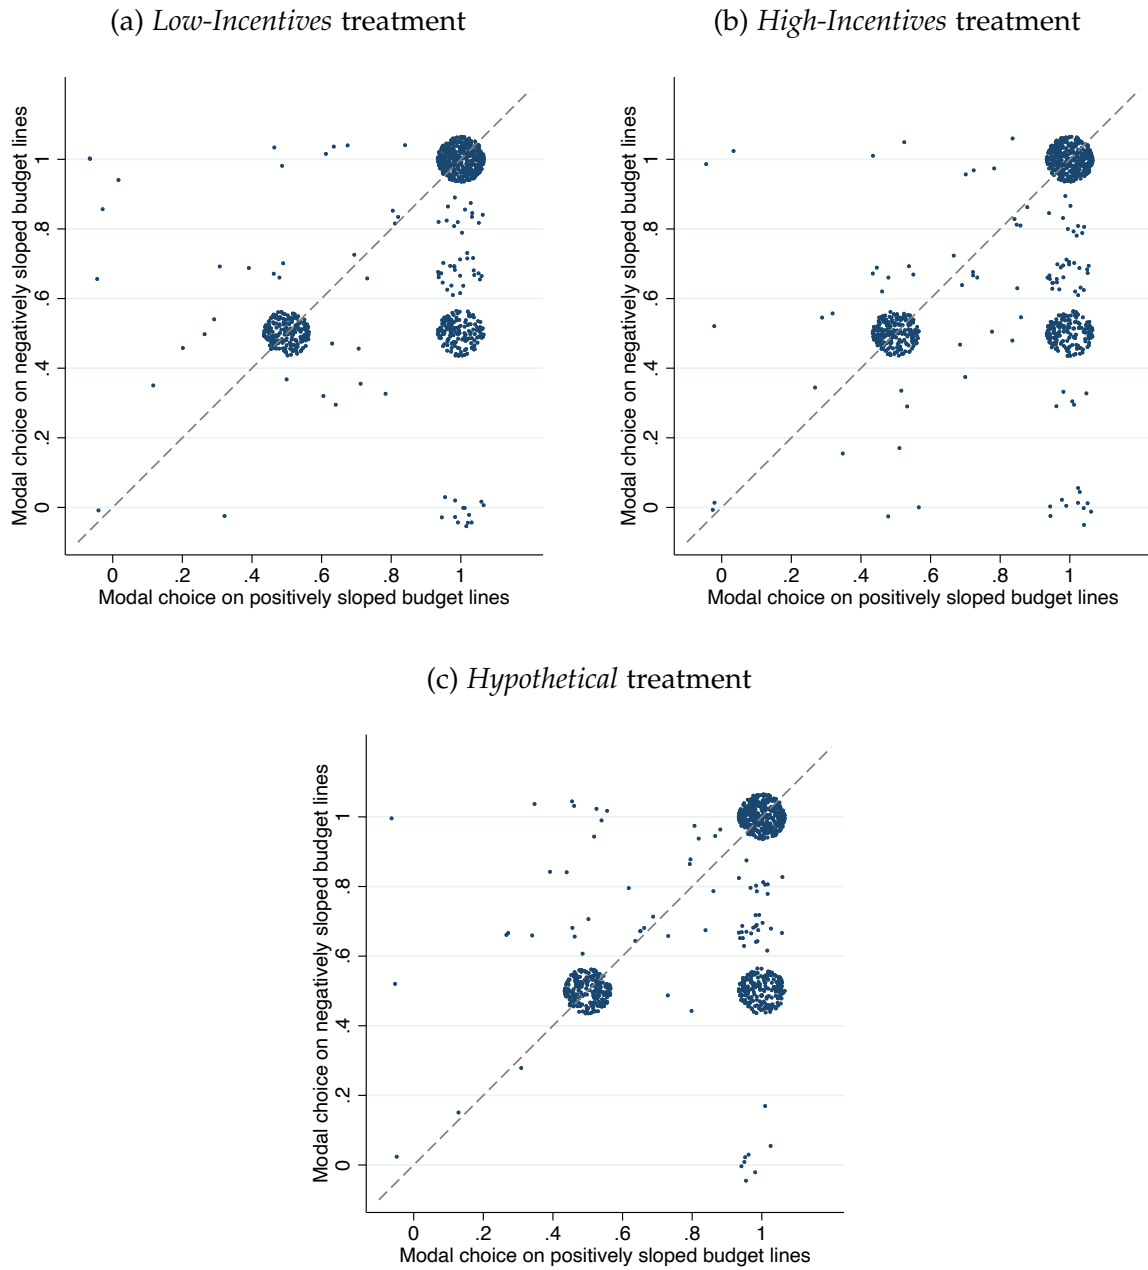 (a) Low-Incentives treatment
Modal choice on negatively sloped budget lines
1
.8
.6
.4
.2
0
0 .2 .4 .6 .8 1
Modal choice on positively sloped budget lines
(b) High-Incentives treatment
Modal choice on negatively sloped budget lines
1
.8
.6
.4
.2
0
0 .2 .4 .6 .8 1
Modal choice on positively sloped budget lines
(c) Hypothetical treatment
Modal choice on negatively sloped budget lines
1
.8
.6
.4
.2
0
0 .2 .4 .6 .8 1
Modal choice on positively sloped budget lines